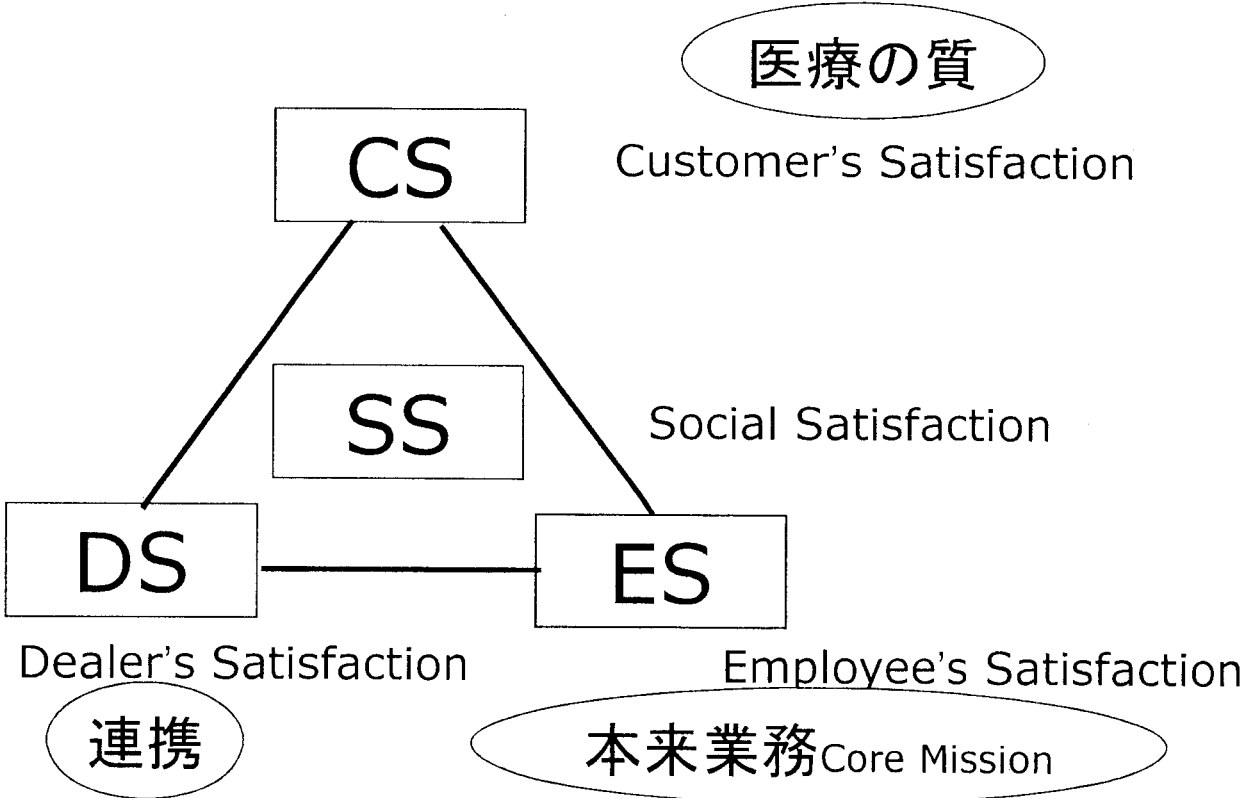 医療の質
CS
Customer's Satisfaction
SS
Social Satisfaction
DS
ES
Dealer's Satisfaction
Employee's Satisfaction
連携
本来業務Core Mission